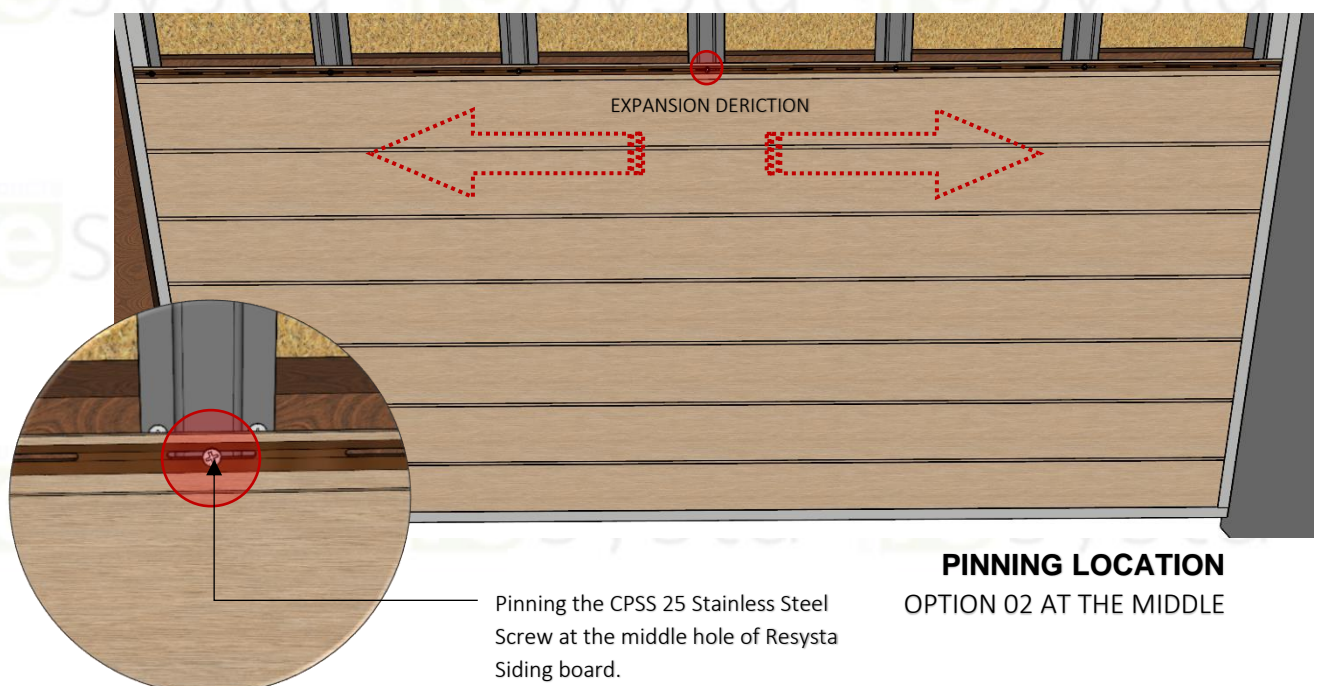 EXPANSION DERICTION
PINNING LOCATION
OPTION 02 AT THE MIDDLE
Pinning the CPSS 25 Stainless Steel
Screw at the middle hole of Resysta
Siding board.